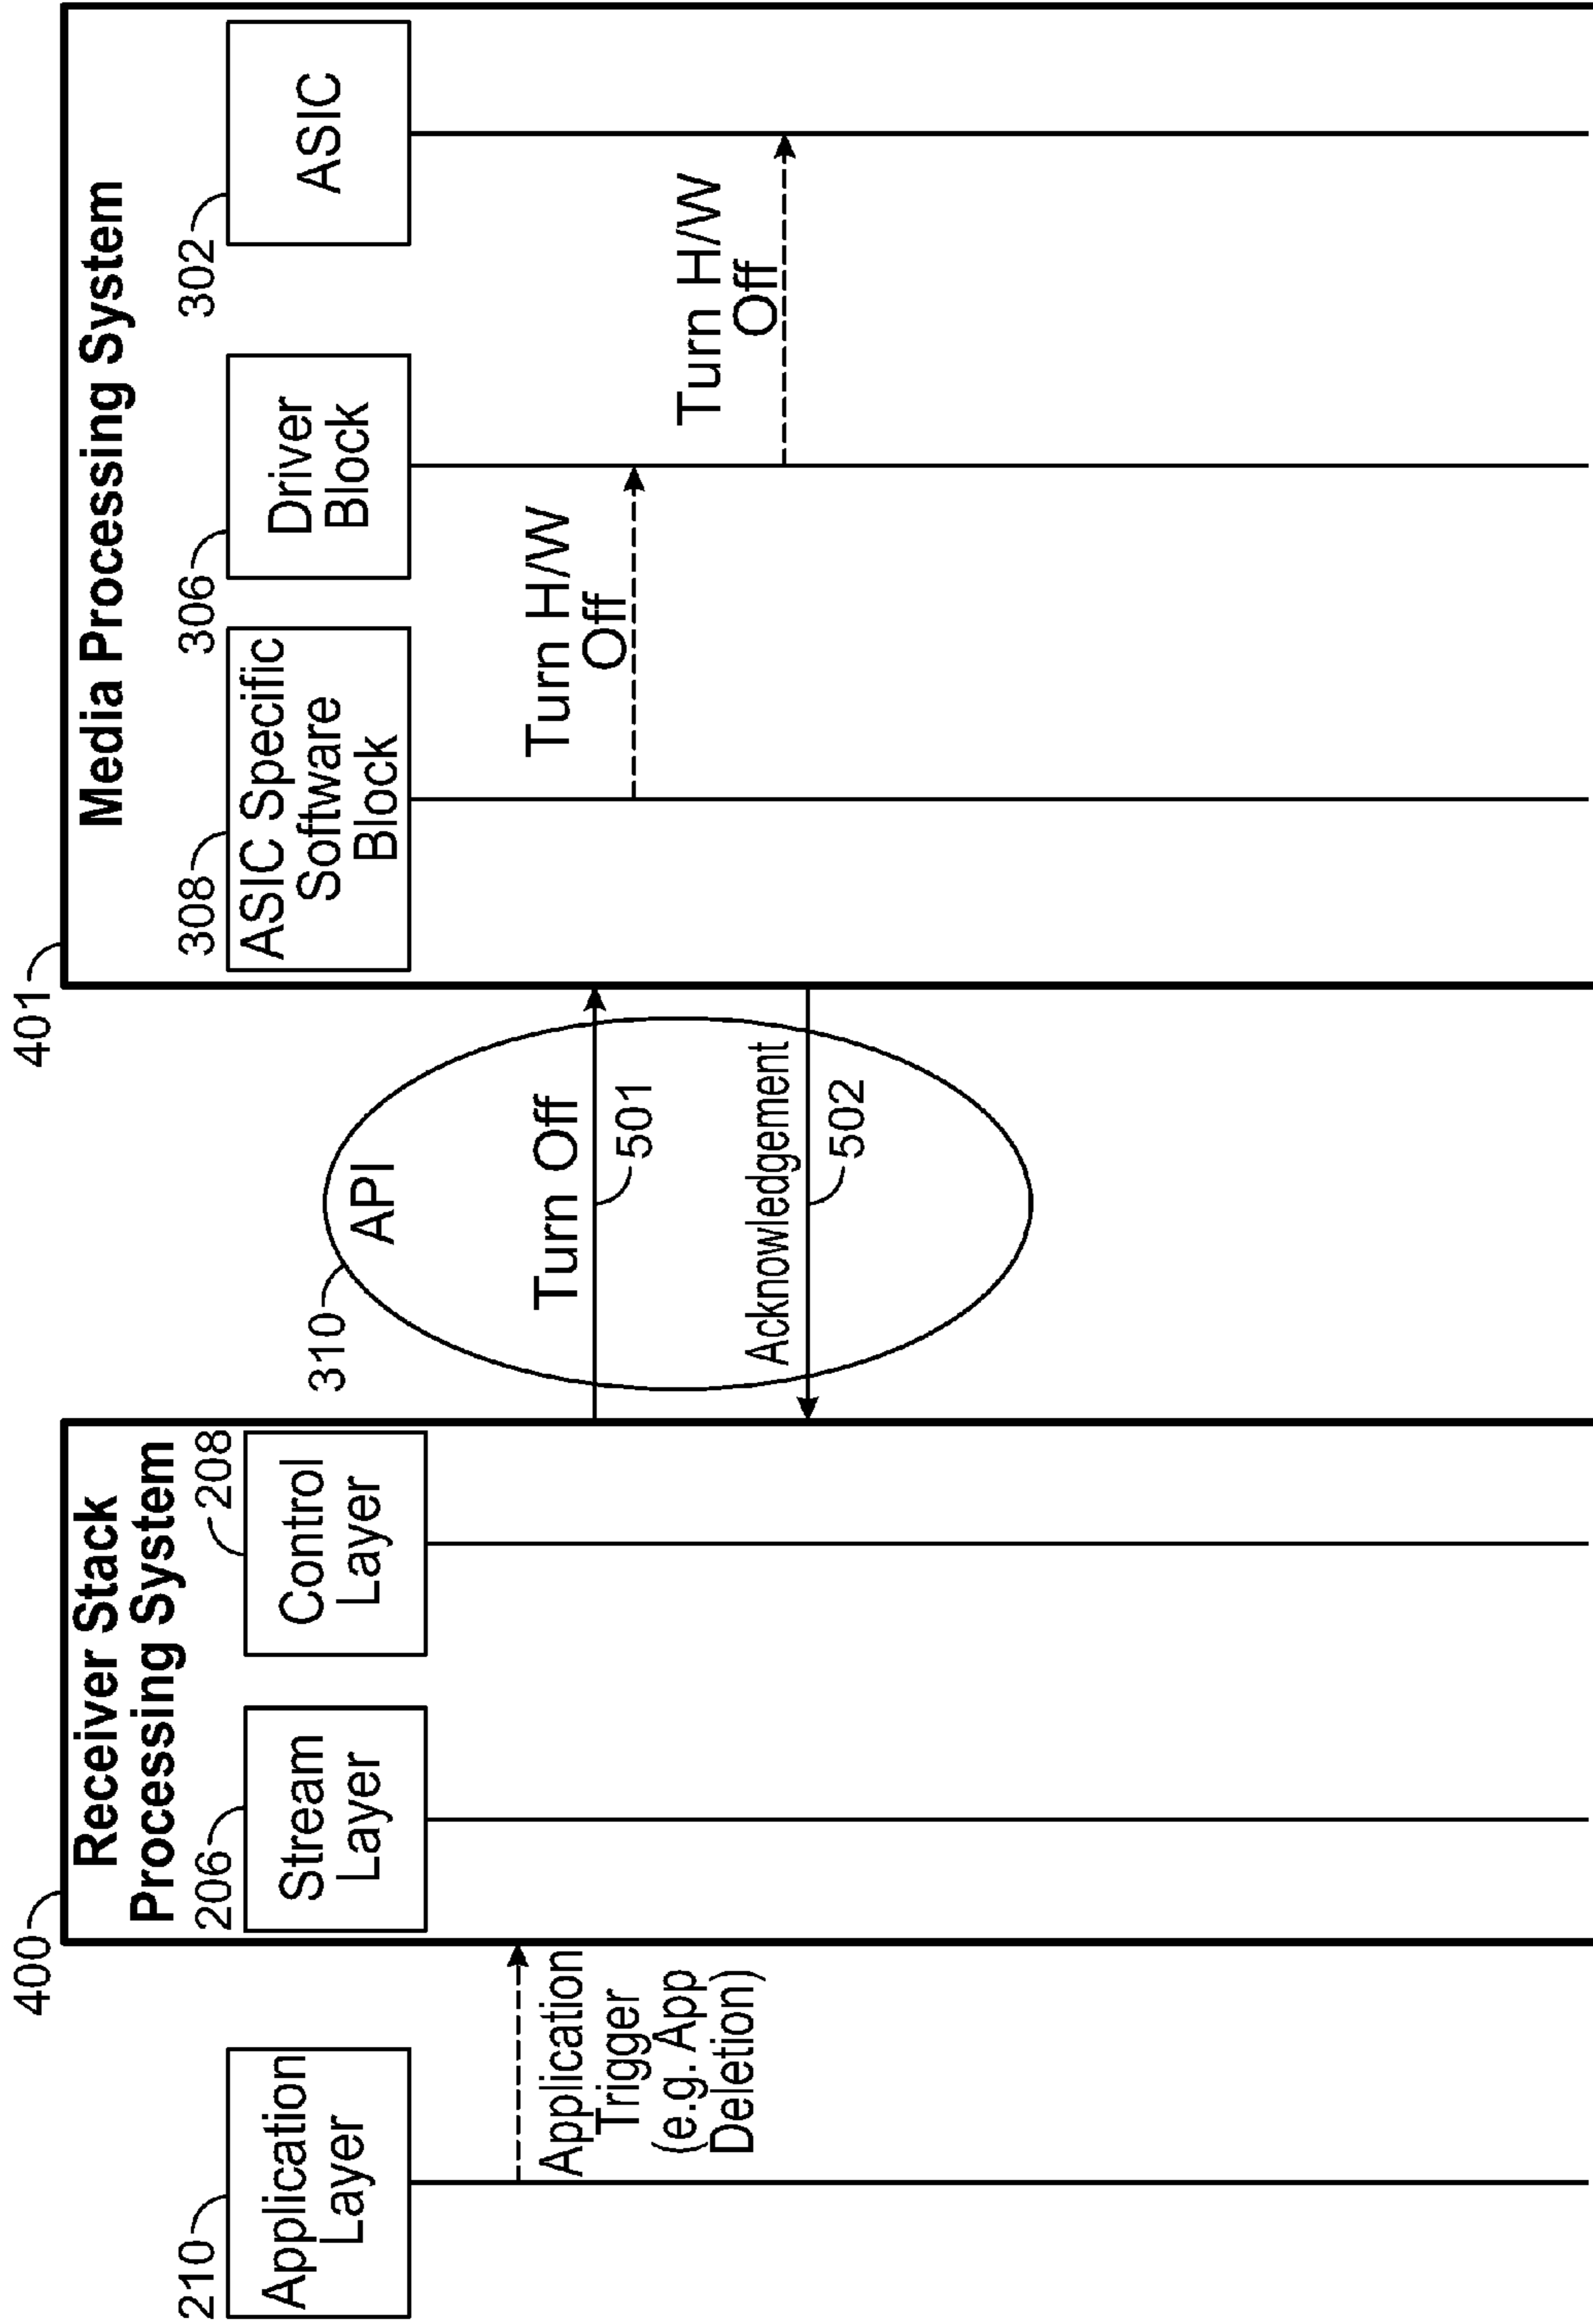 400
401
Receiver Stack
Processing System
Media Processing System
210
Application
Layer
206
Stream
Layer
208
Control
Layer
308
ASIC Specific
Software
Block
306
Driver
Block
302
ASIC
310
API
Application
Trigger
(e.g. App
Deletion)
Turn Off
501
Acknowledgement
502
Turn H/W
Off
Turn H/W
Off